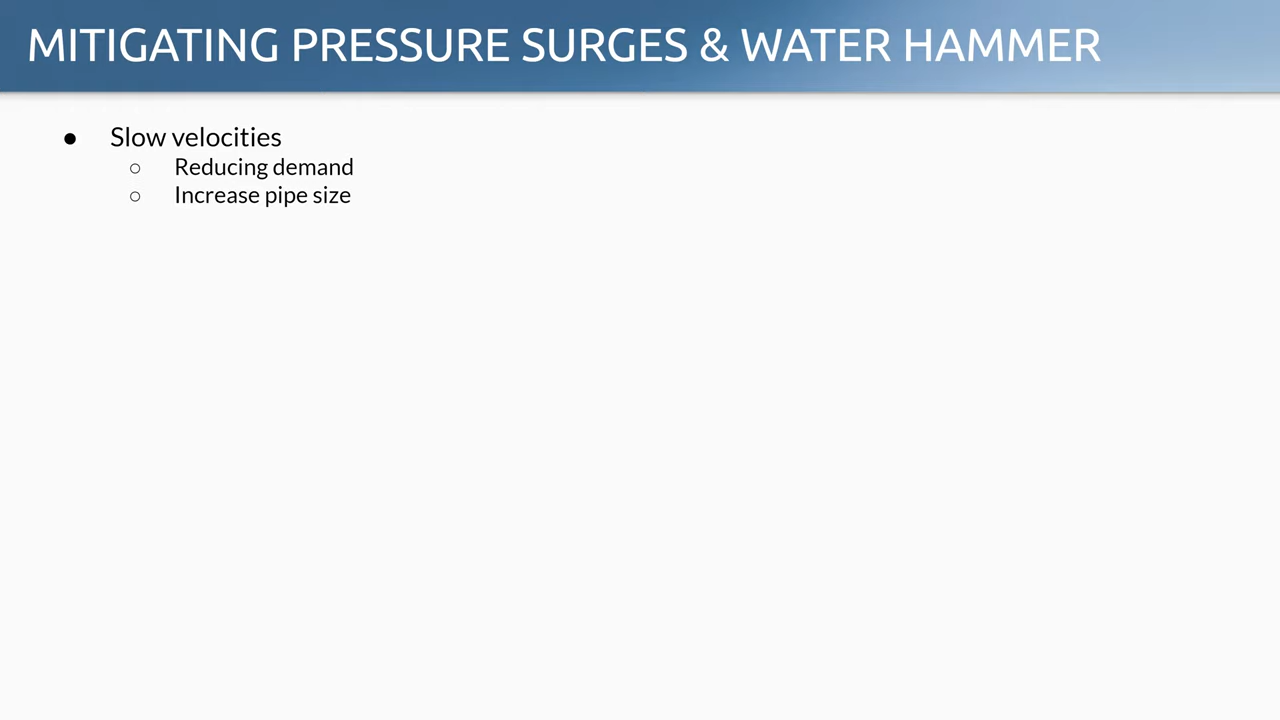 MITIGATING PRESSURE SURGES & WATER HAMMER
● Slow velocities
○ Reducing demand
○ Increase pipe size